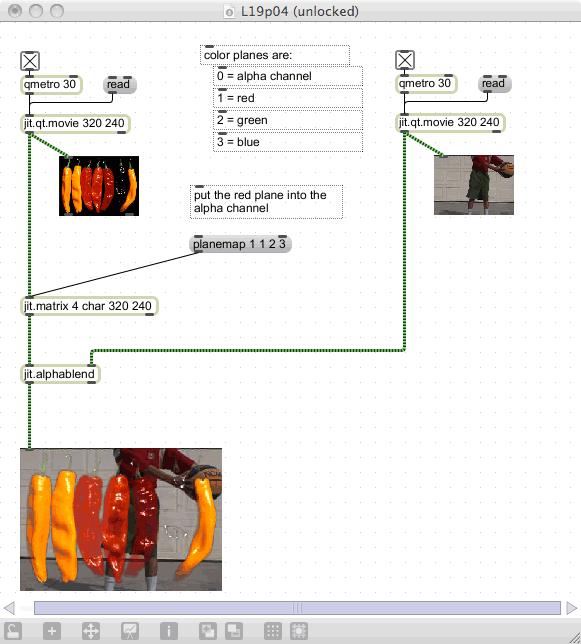 L19p04 (unlocked)
color planes are:
qmetro 30
read
0 = alpha channel
qmetro 30
read
1 = red
jit.qt.movie 320 240
2 = green
jit.qt.movie 320 240
3 = blue
put the red plane into the
alpha channel
planemap 1 1 2 3
jit.matrix 4 char 320 240
jit.alphablend